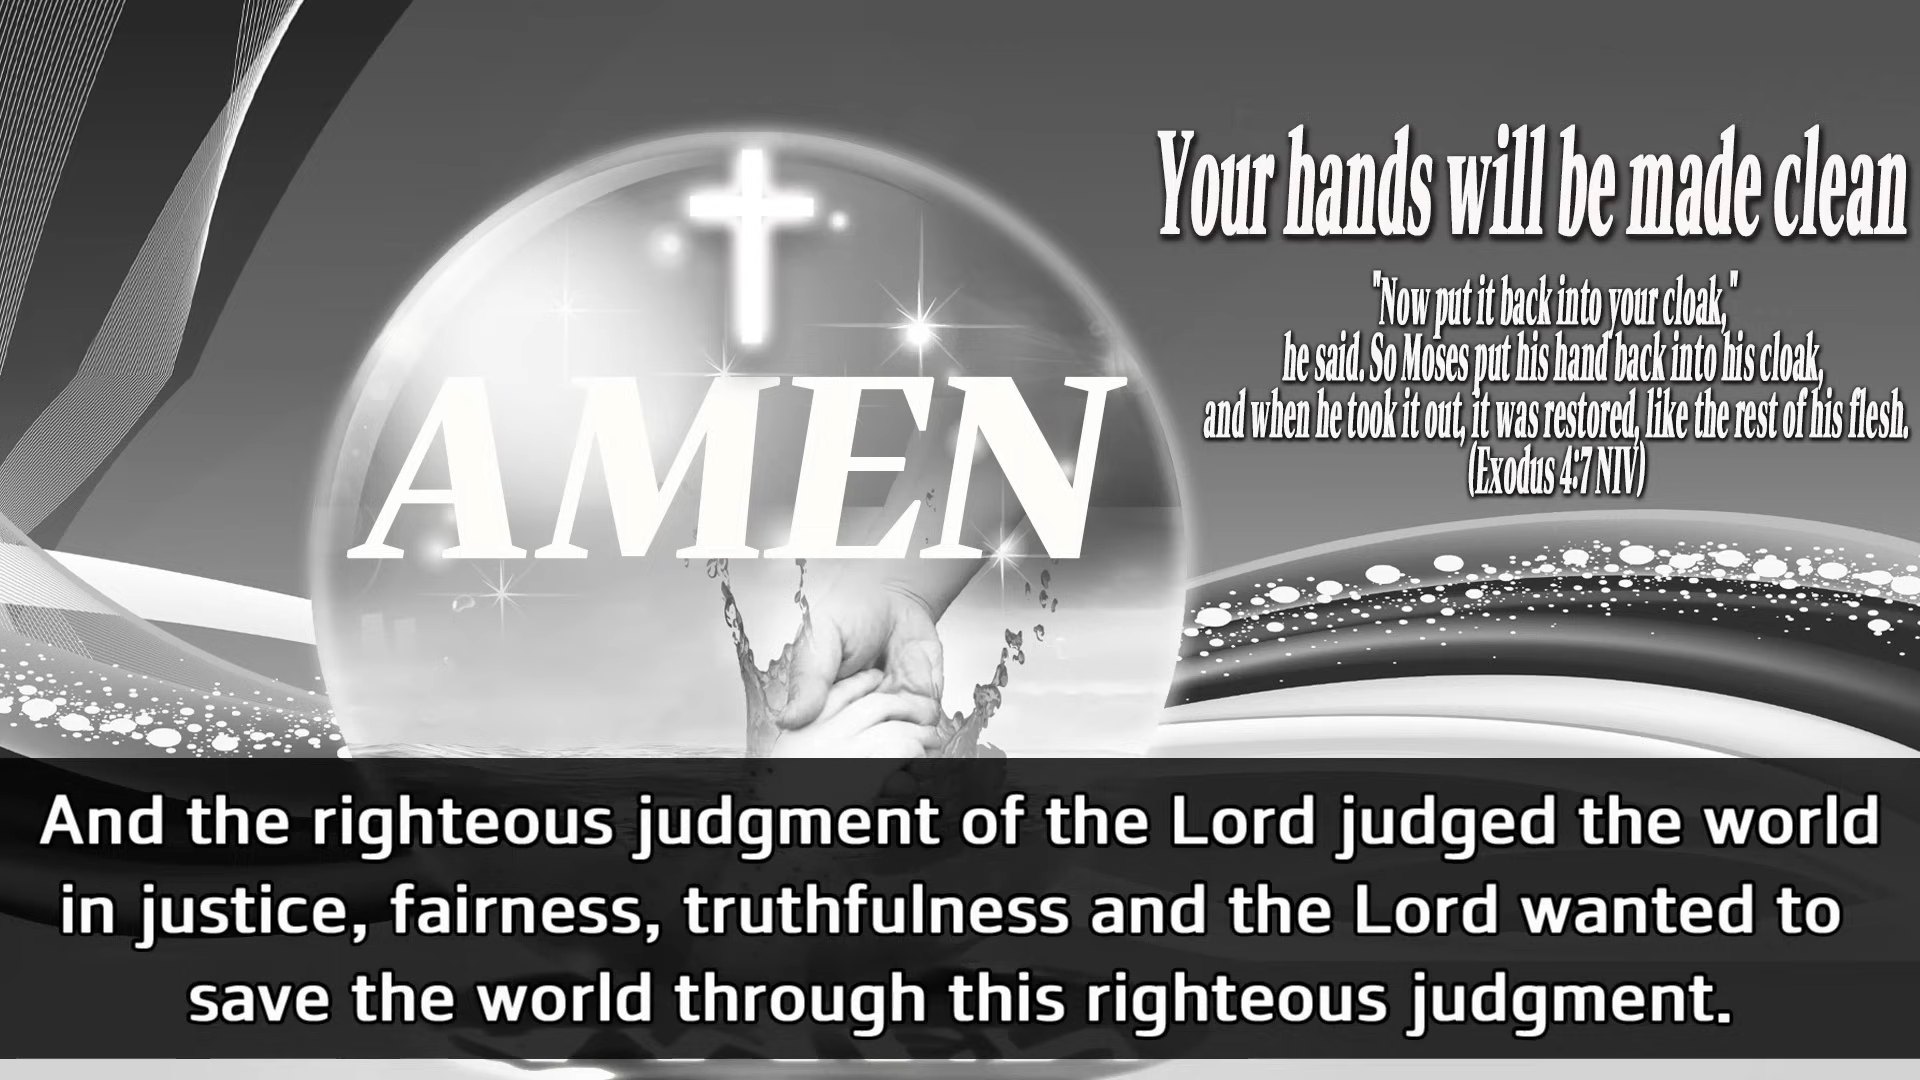 Your hands will be made clean
"Now put it back into your cloak,"
he said. So Moses put his hand back into his cloak,
and when he took it out, it was restored, like the rest of his flesh.
(Exodus 4:7 NIV)
AMEN
And the righteous judgment of the Lord judged the world
in justice, fairness, truthfulness and the Lord wanted to
save the world through this righteous judgment.